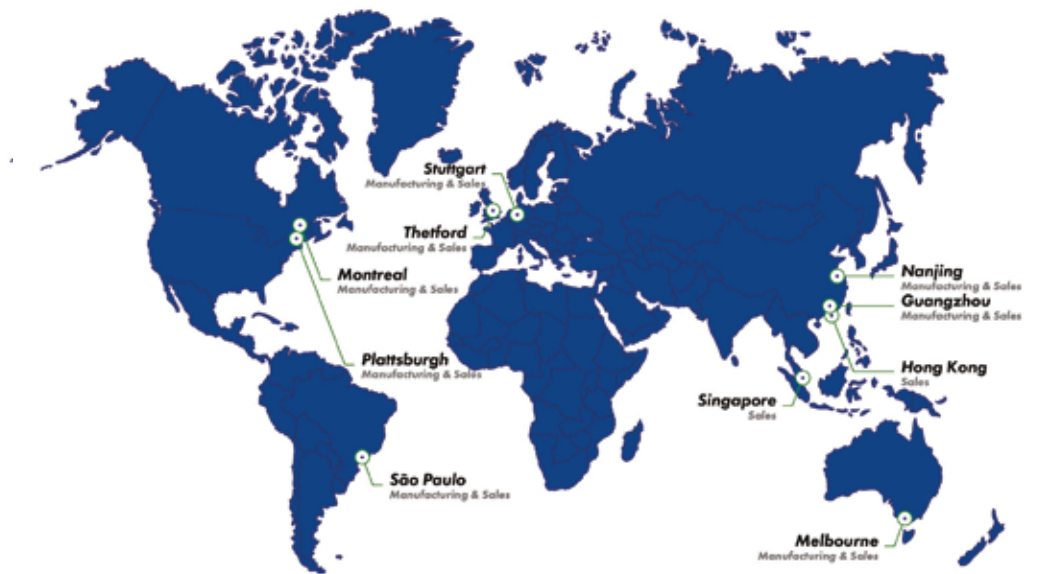 Stuttgart
Manufacturing & Sales
Thetford
Manufacturing & Sales
Montreal
Manufacturing & Sales
Plattsburgh
Manufacturing & Sales
São Paulo
Manufacturing & Sales
Nanjing
Manufacturing & Sales
Guangzhou
Manufacturing & Sales
Hong Kong
Sales
Singapore
Sales
Melbourne
Manufacturing & Sales